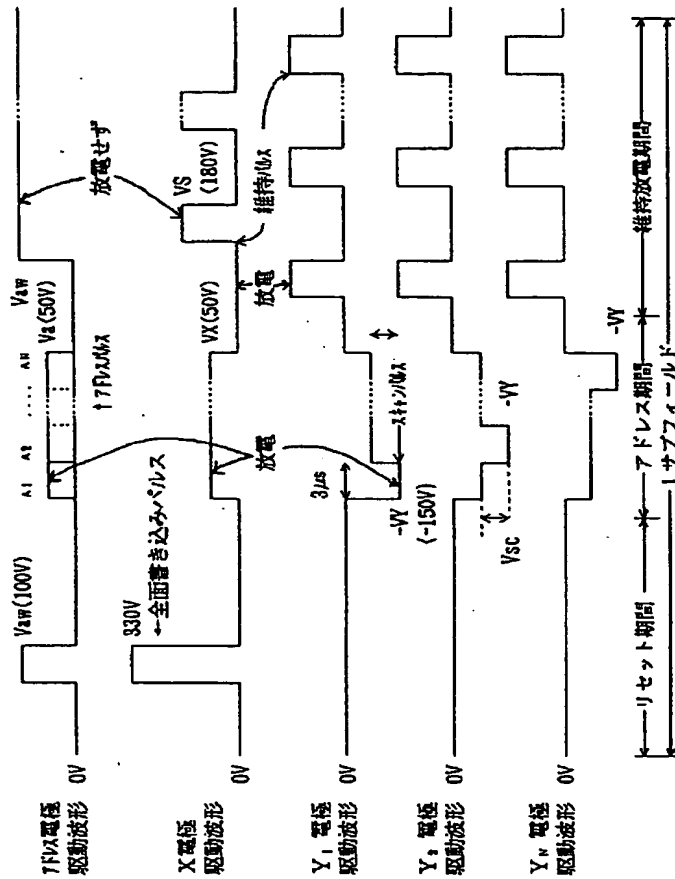 アドレス電極
駆動波形
0V
Vaw(100V)
A1 A2 ‥‥ AN
Va(50V)
Vaw
↑アドレスパルス
放電せず
X電極
駆動波形
0V
330V
←全面書き込みパルス
放電
VX(50V)
VS
(180V)
維持パルス
放電
Y1電極
駆動波形
0V
3μs
-VY
(-150V)
スキャンパルス
Y2電極
駆動波形
0V
VSC
-VY
YN電極
駆動波形
0V
-VY
リセット期間
アドレス期間
維持放電期間
1サブフィールド